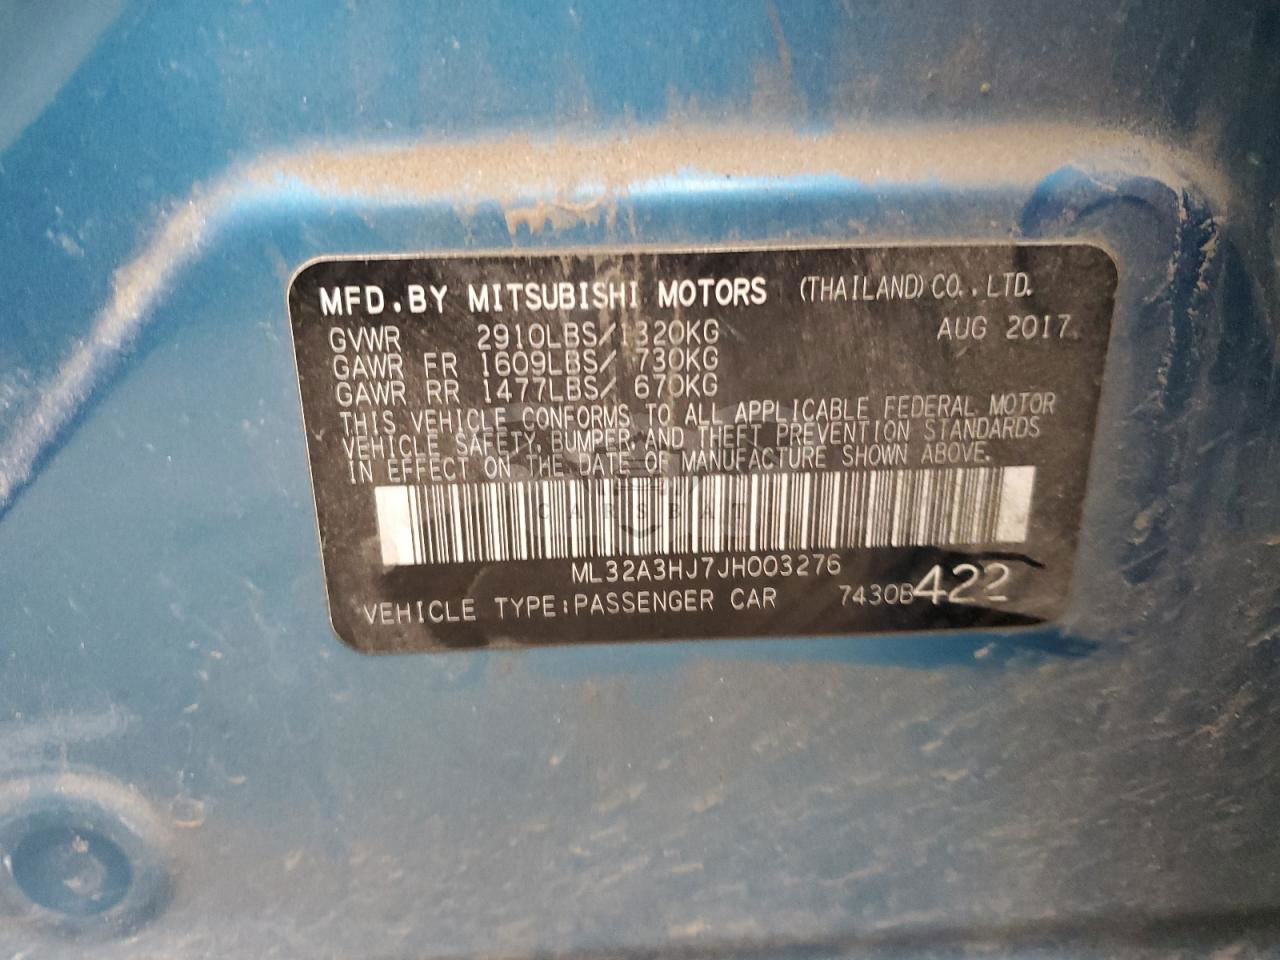 MFD.BY MITSUBISHI MOTORS (THAILAND) CO.,LTD.
GVWR 2910LBS/1320KG AUG 2017
GAWR FR 1609LBS/ 730KG
GAWR RR 1477LBS/ 670KG
THIS VEHICLE CONFORMS TO ALL APPLICABLE FEDERAL MOTOR
VEHICLE SAFETY, BUMPER, AND THEFT PREVENTION STANDARDS
IN EFFECT ON THE DATE OF MANUFACTURE SHOWN ABOVE.
CARSBAT
ML32A3HJ7JH003276
VEHICLE TYPE:PASSENGER CAR 7430B422